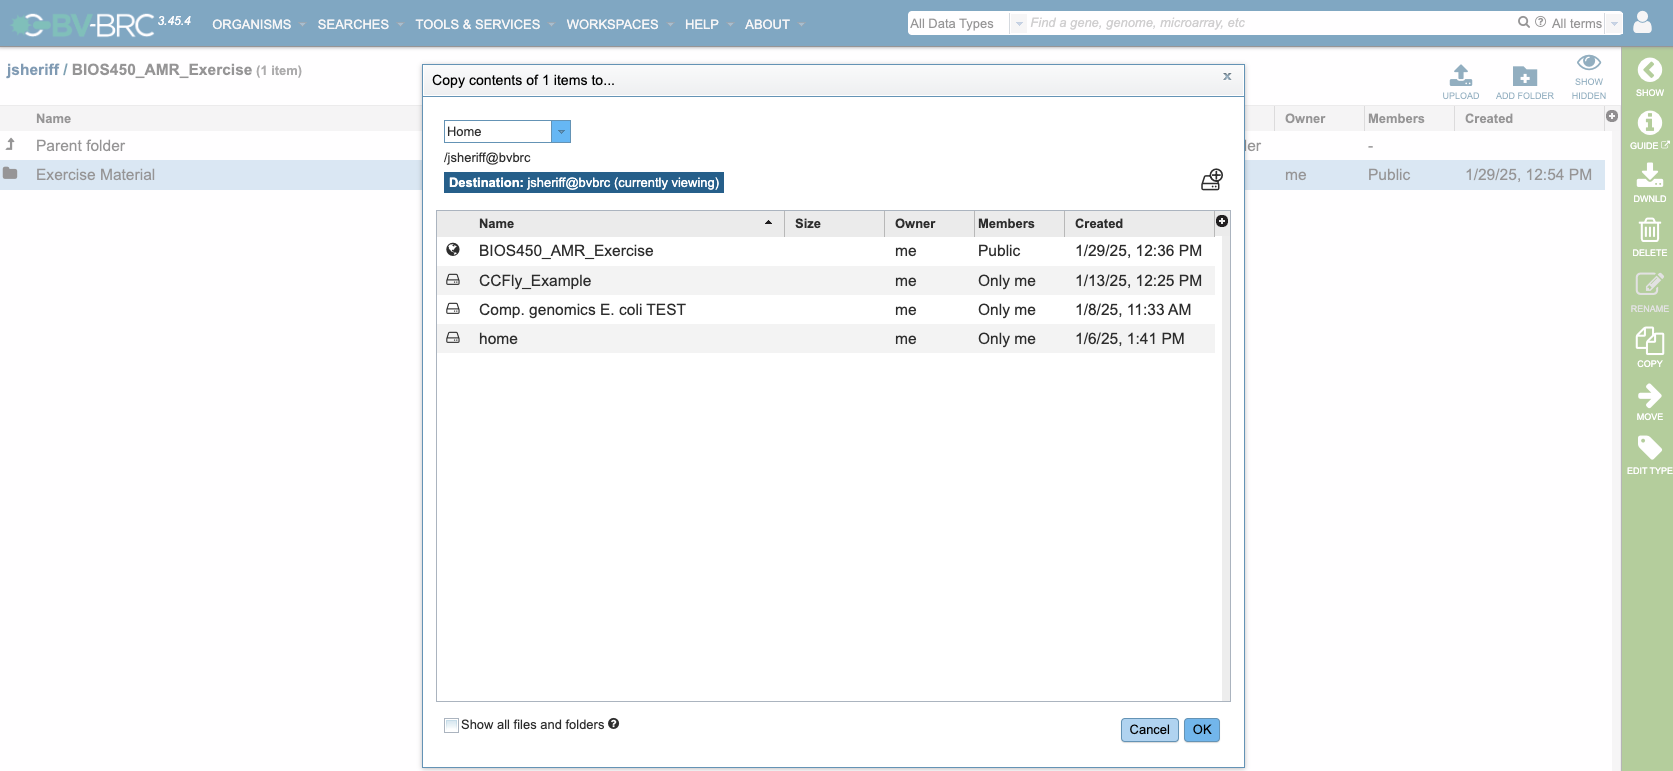 BV-BRC 3.45.4 ORGANISMS SEARCHES TOOLS & SERVICES WORKSPACES HELP ABOUT All Data Types Find a gene, genome, microarray, etc All terms
jsheriff / BIOS450_AMR_Exercise (1 item)
UPLOAD ADD FOLDER SHOW HIDDEN
Name Owner Members Created
Parent folder ler -
Exercise Material me Public 1/29/25, 12:54 PM
Copy contents of 1 items to... x
Home
/jsheriff@bvbrc
Destination: jsheriff@bvbrc (currently viewing)
Name Size Owner Members Created
BIOS450_AMR_Exercise me Public 1/29/25, 12:36 PM
CCFly_Example me Only me 1/13/25, 12:25 PM
Comp. genomics E. coli TEST me Only me 1/8/25, 11:33 AM
home me Only me 1/6/25, 1:41 PM
Show all files and folders
Cancel OK
SHOW
GUIDE
DWNLD
DELETE
RENAME
COPY
MOVE
EDIT TYPE